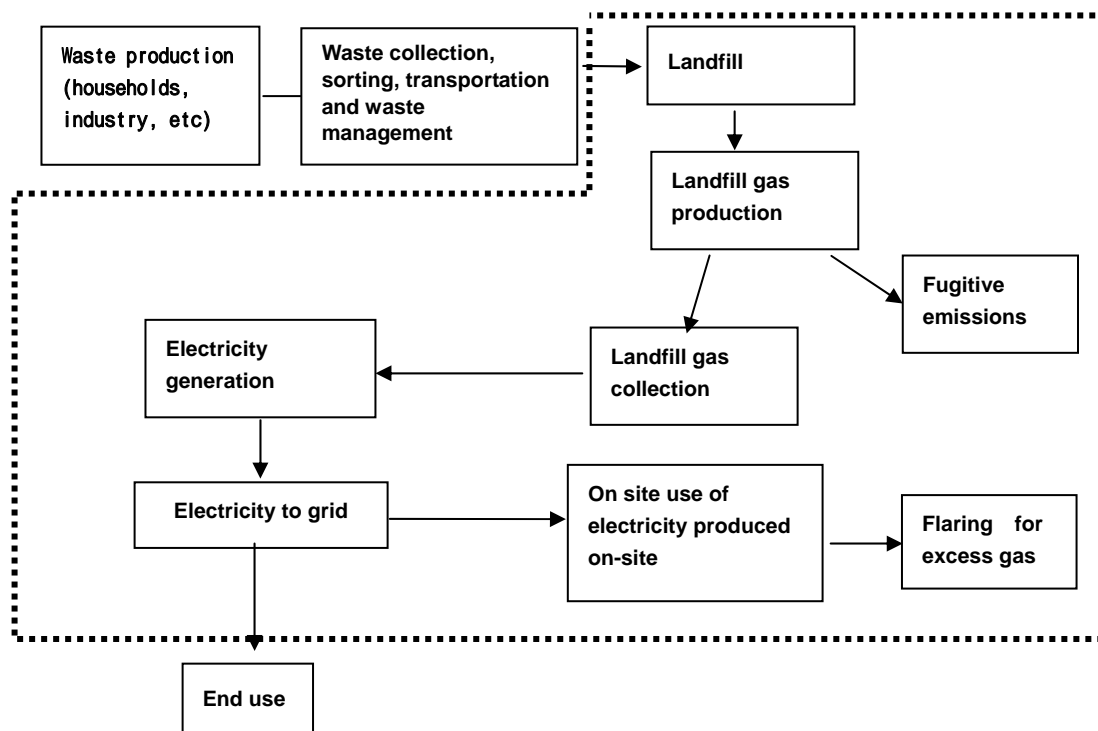 Waste production
(households,
industry, etc)
Waste collection,
sorting, transportation
and waste
management
Landfill
Landfill gas
production
Fugitive
emissions
Landfill gas
collection
Electricity
generation
Electricity to grid
On site use of
electricity produced
on-site
Flaring for
excess gas
End use